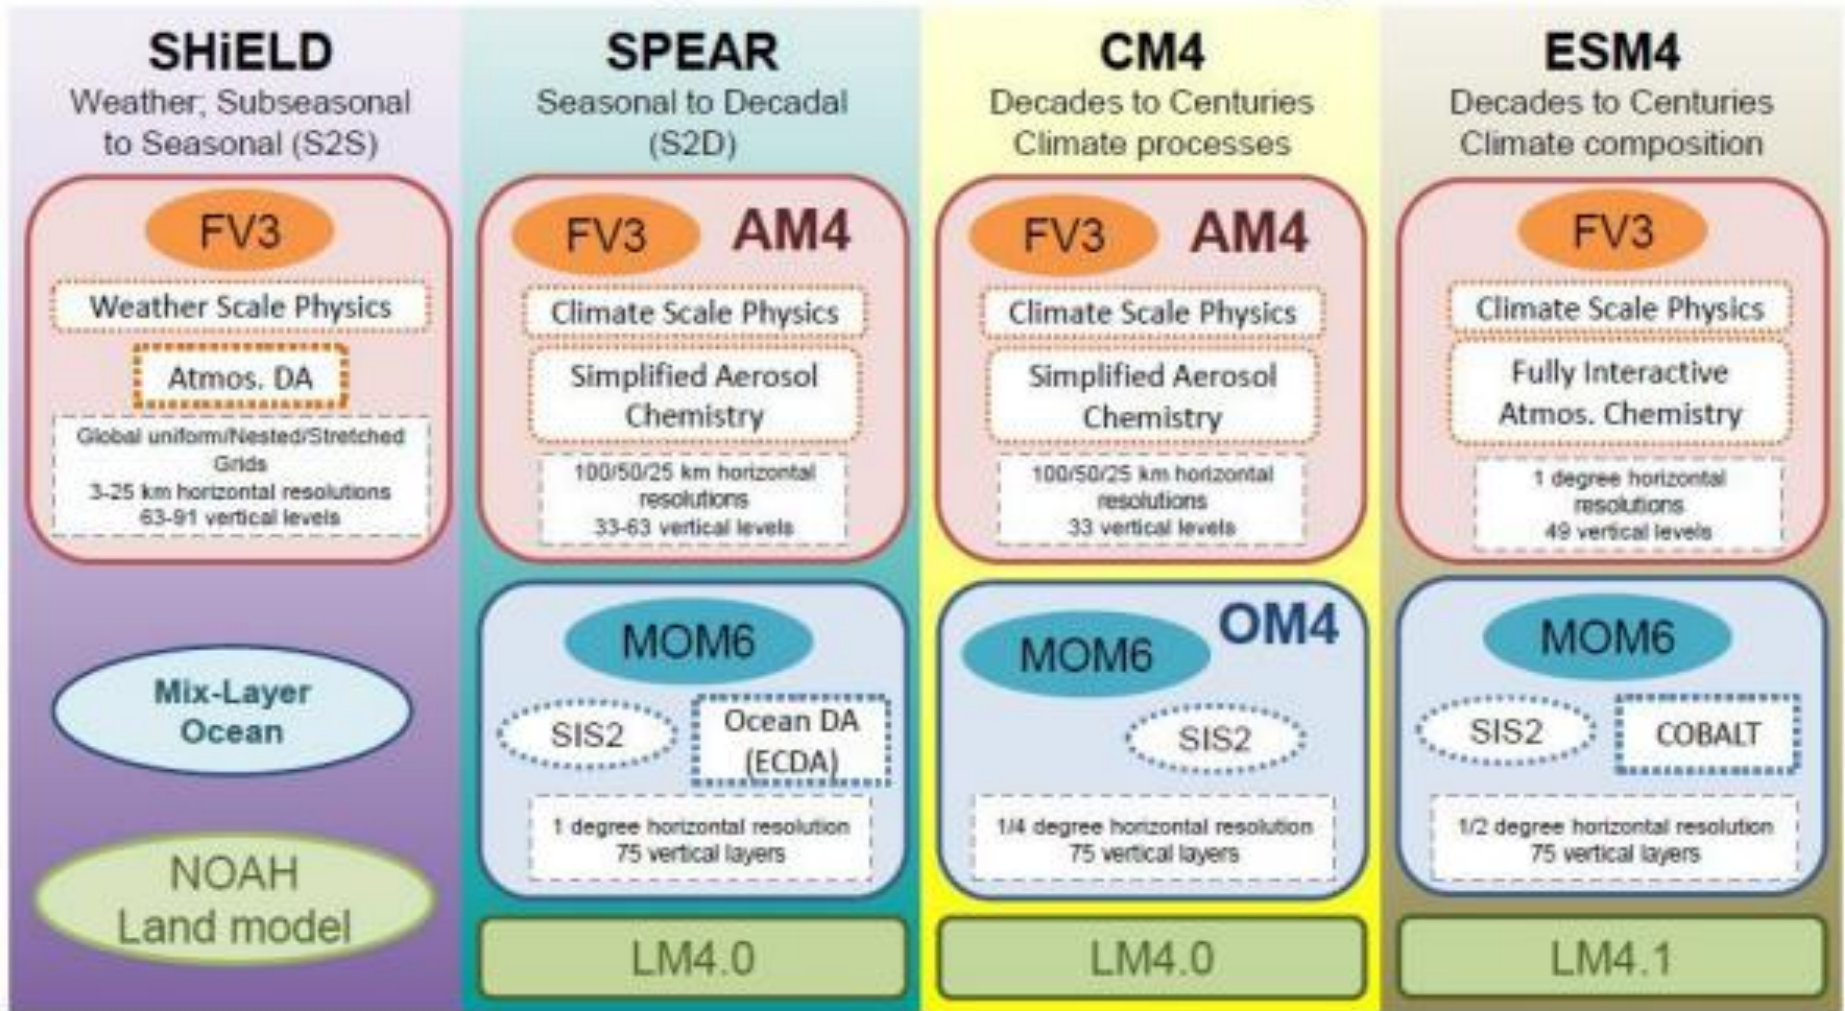 SHiELD
Weather; Subseasonal
to Seasonal (S2S)
FV3
Weather Scale Physics
Atmos. DA
Global uniform/Nested/Stretched
Grids
3-25 km horizontal resolutions
63-91 vertical levels
Mix-Layer
Ocean
NOAH
Land model
SPEAR
Seasonal to Decadal
(S2D)
FV3
AM4
Climate Scale Physics
Simplified Aerosol
Chemistry
100/50/25 km horizontal
resolutions
33-63 vertical levels
MOM6
SIS2
Ocean DA
(ECDA)
1 degree horizontal resolution
75 vertical layers
LM4.0
CM4
Decades to Centuries
Climate processes
FV3
AM4
Climate Scale Physics
Simplified Aerosol
Chemistry
100/50/25 km horizontal
resolutions
33 vertical levels
MOM6
OM4
SIS2
1/4 degree horizontal resolution
75 vertical layers
LM4.0
ESM4
Decades to Centuries
Climate composition
FV3
Climate Scale Physics
Fully Interactive
Atmos. Chemistry
1 degree horizontal
resolutions
49 vertical levels
MOM6
SIS2
COBALT
1/2 degree horizontal resolution
75 vertical layers
LM4.1